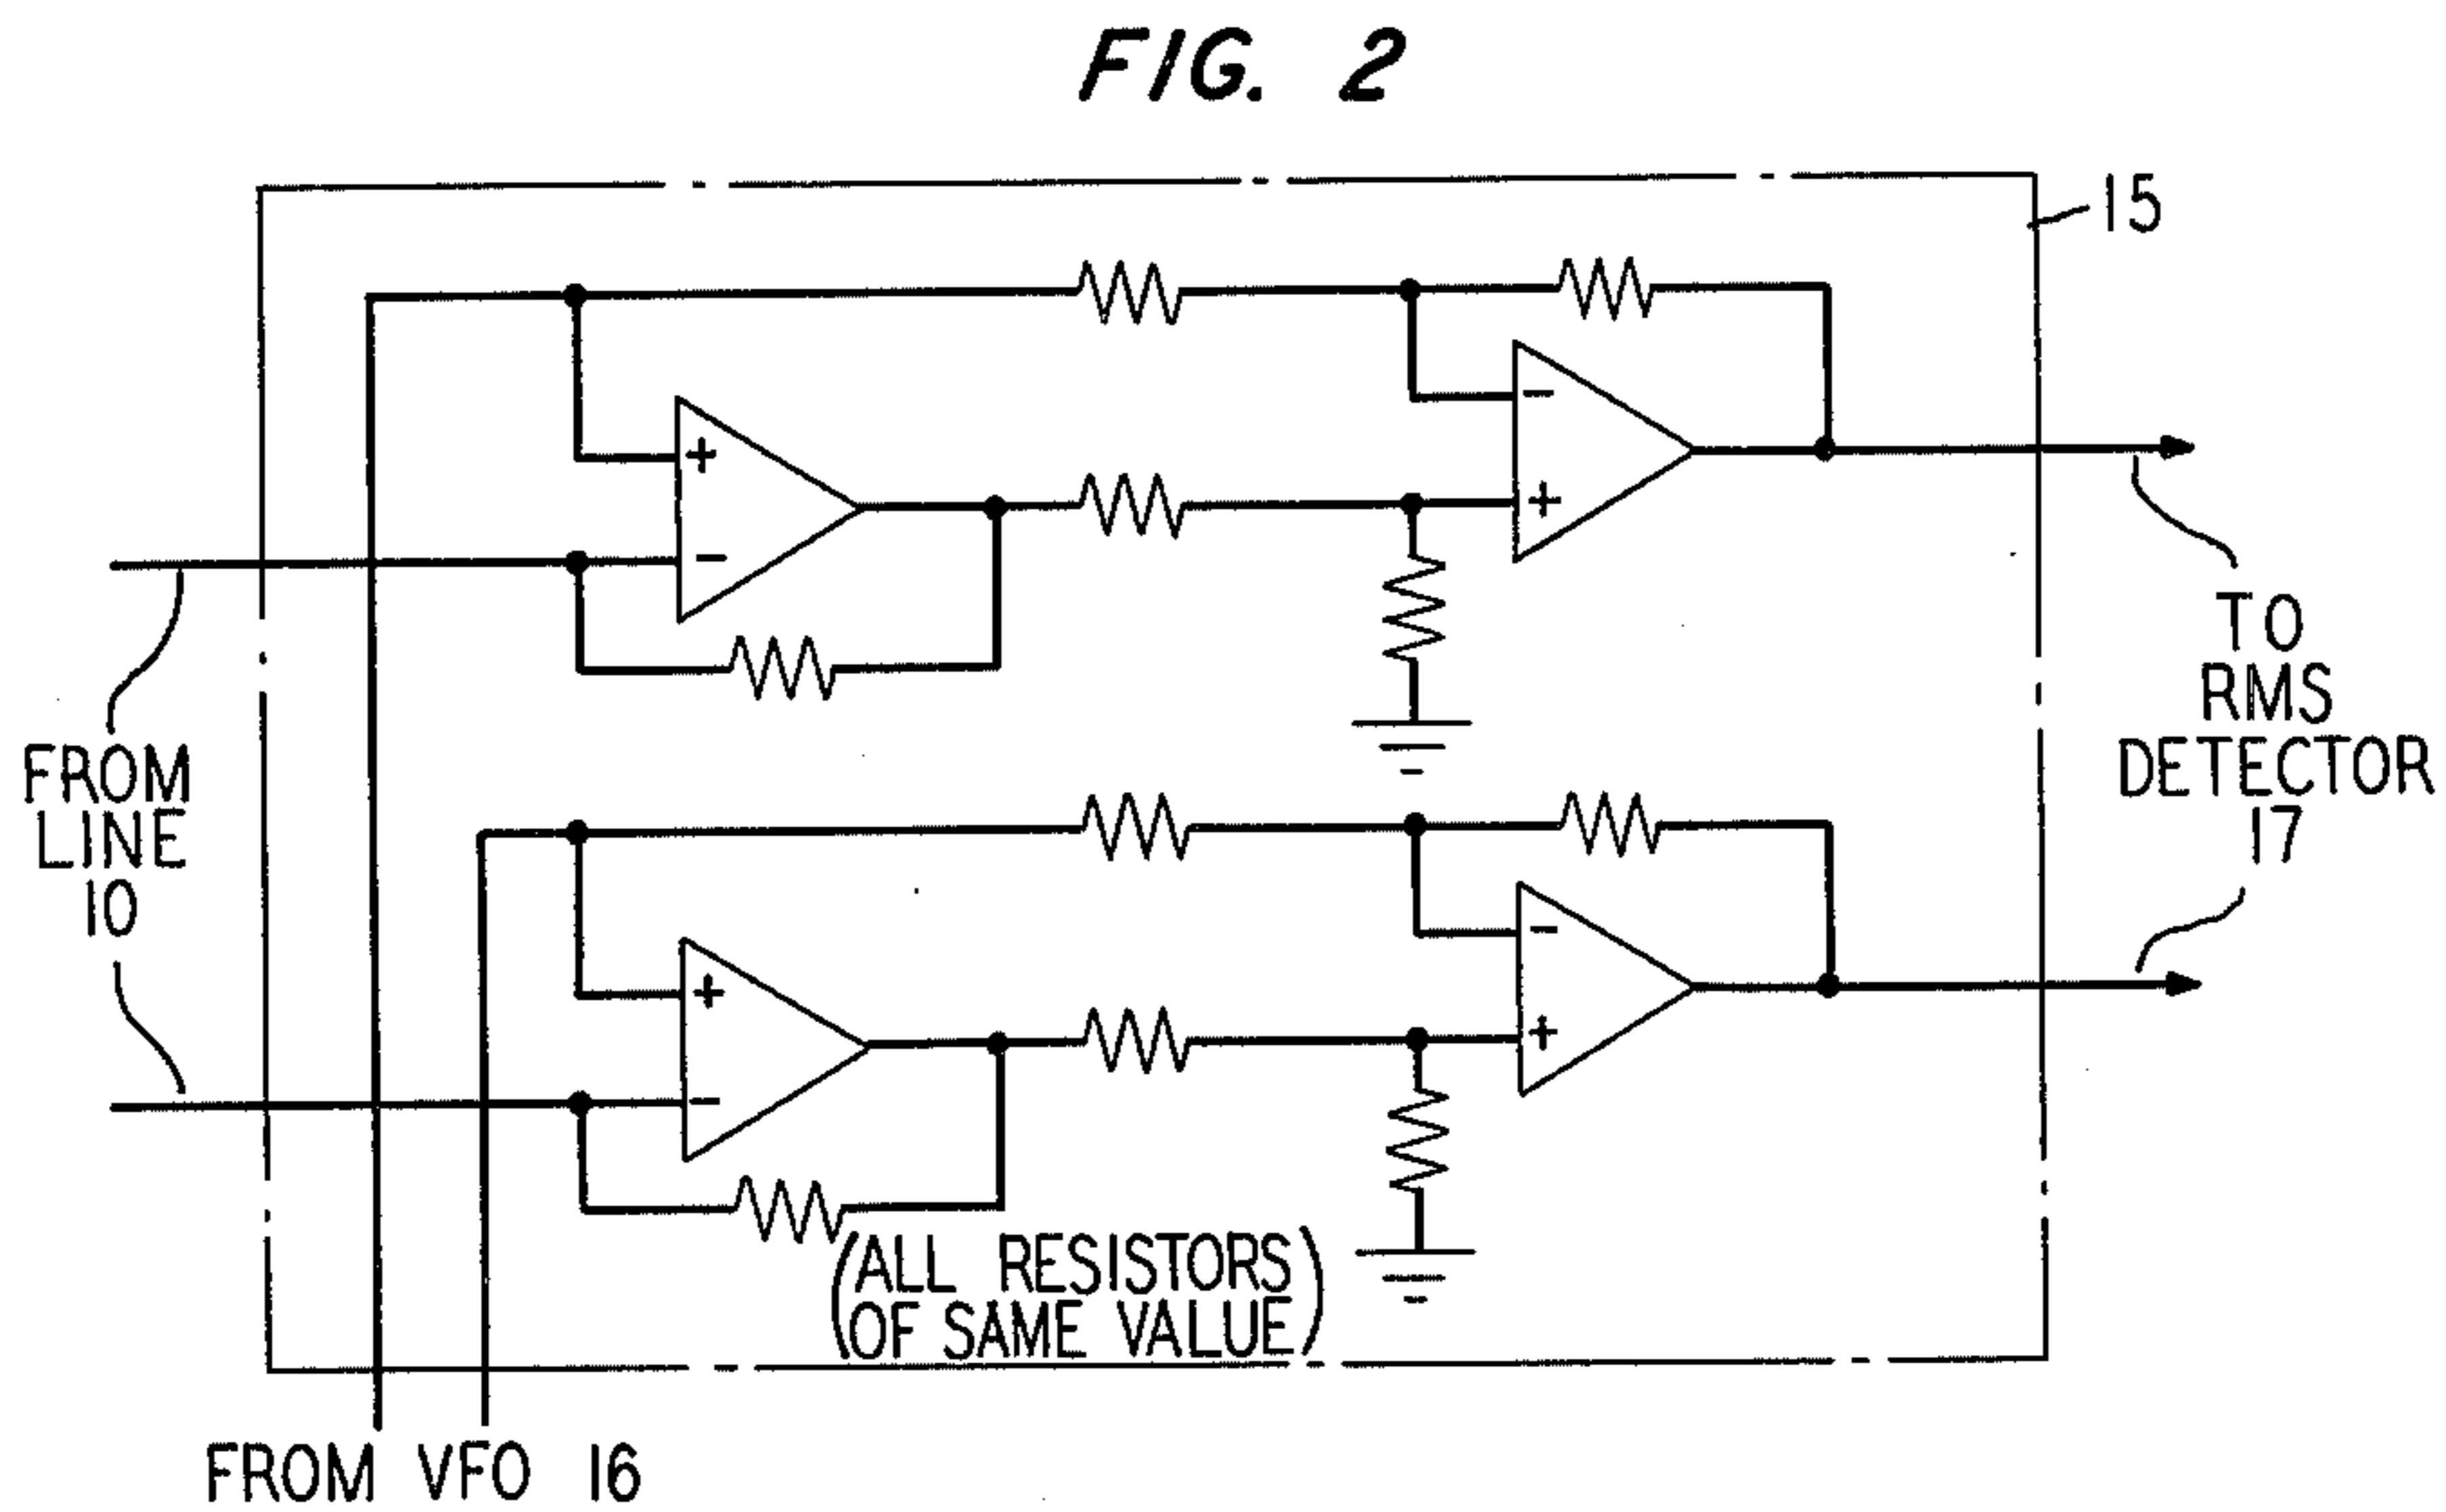 FIG. 2
15
+
-
-
+
FROM
LINE
10
TO
RMS
DETECTOR
17
+
-
-
+
(ALL RESISTORS
OF SAME VALUE)
FROM VFO 16